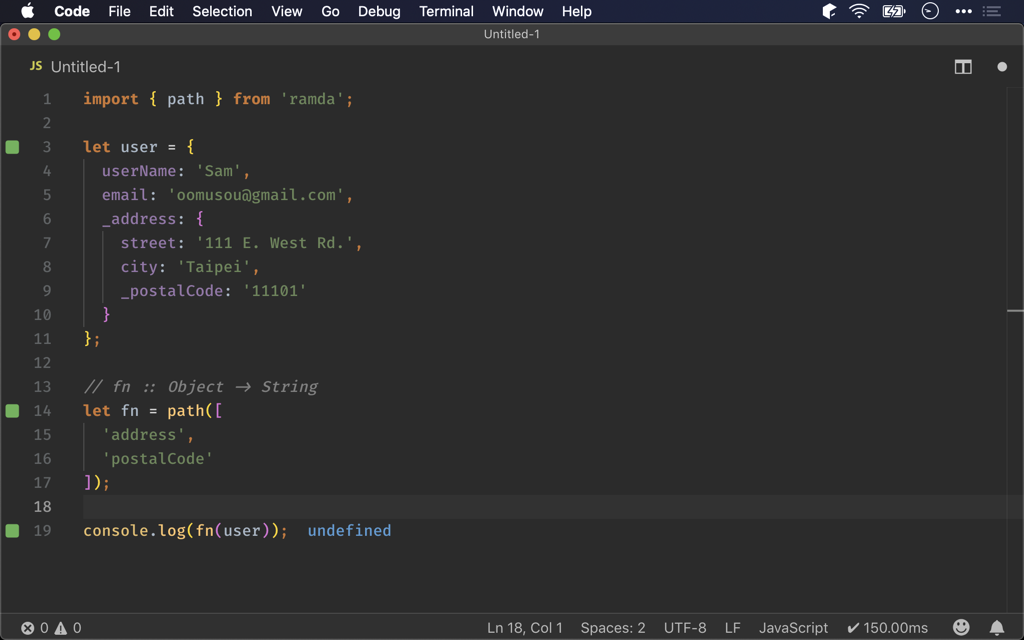 Code File Edit Selection View Go Debug Terminal Window Help
Untitled-1
JS Untitled-1
1 import { path } from 'ramda';
2
3 let user = {
4 userName: 'Sam',
5 email: 'oomusou@gmail.com',
6 _address: {
7 street: '111 E. West Rd.',
8 city: 'Taipei',
9 _postalCode: '11101'
10 }
11 };
12
13 // fn :: Object → String
14 let fn = path([
15 'address',
16 'postalCode'
17 ]);
18
19 console.log(fn(user)); undefined
0 0 Ln 18, Col 1 Spaces: 2 UTF-8 LF JavaScript ✔ 150.00ms